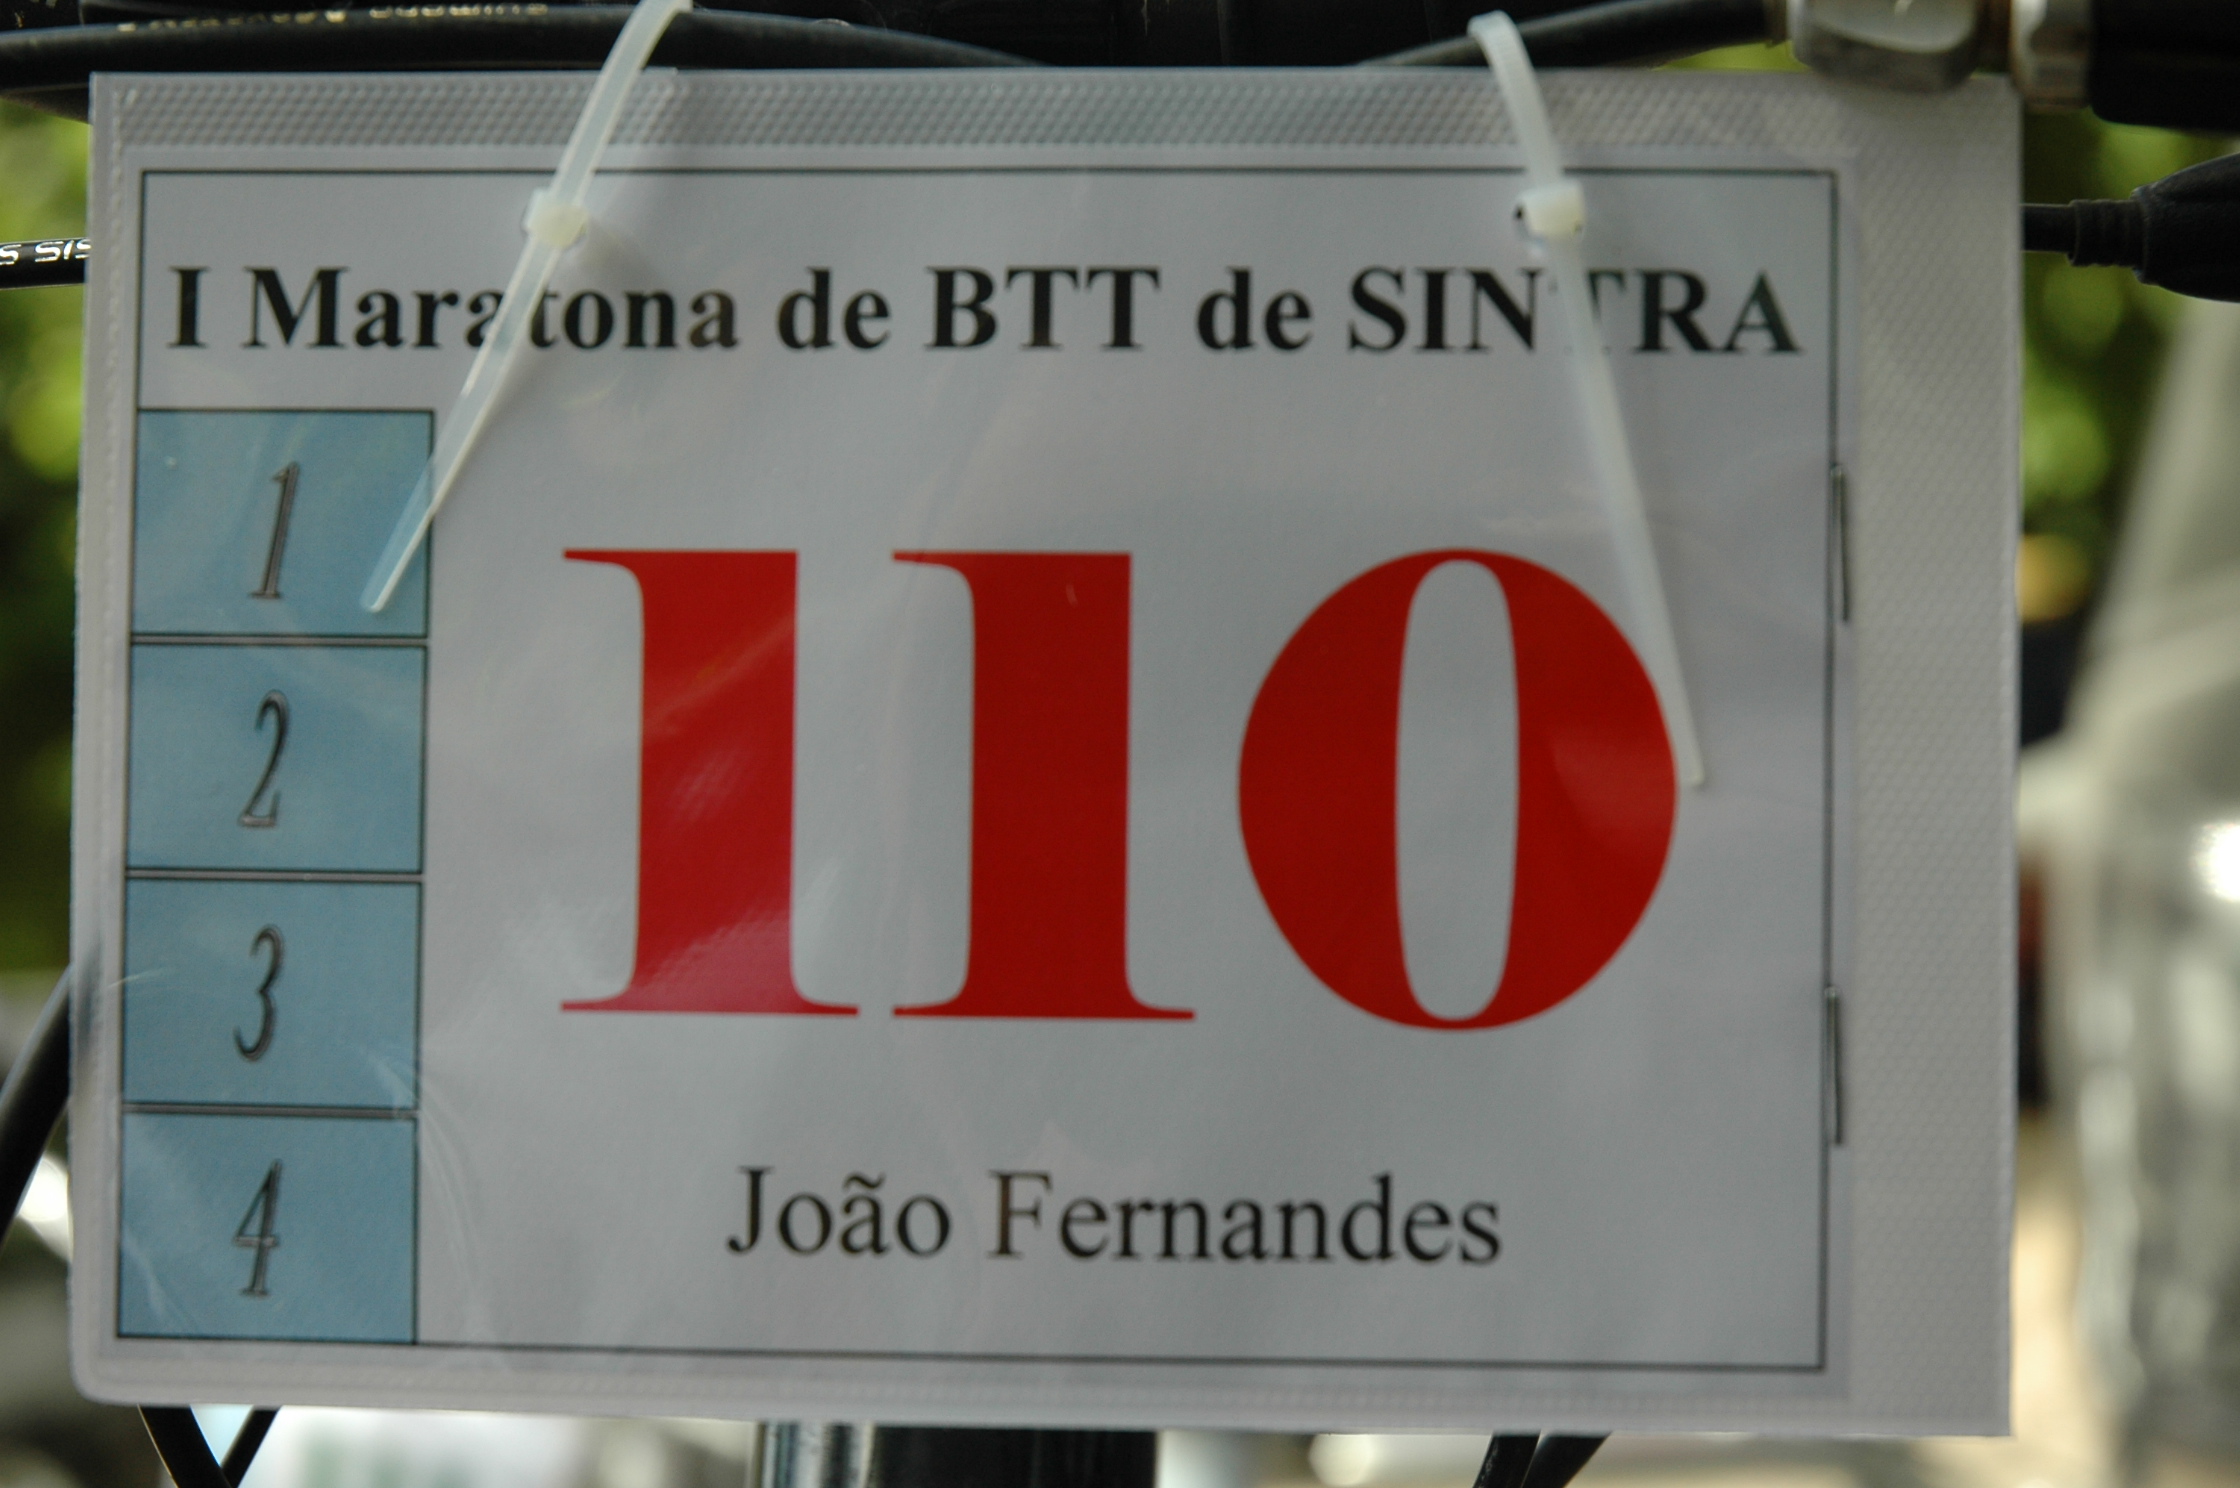 I Maratona de BTT de SINTRA
1
2
3
4
110
João Fernandes